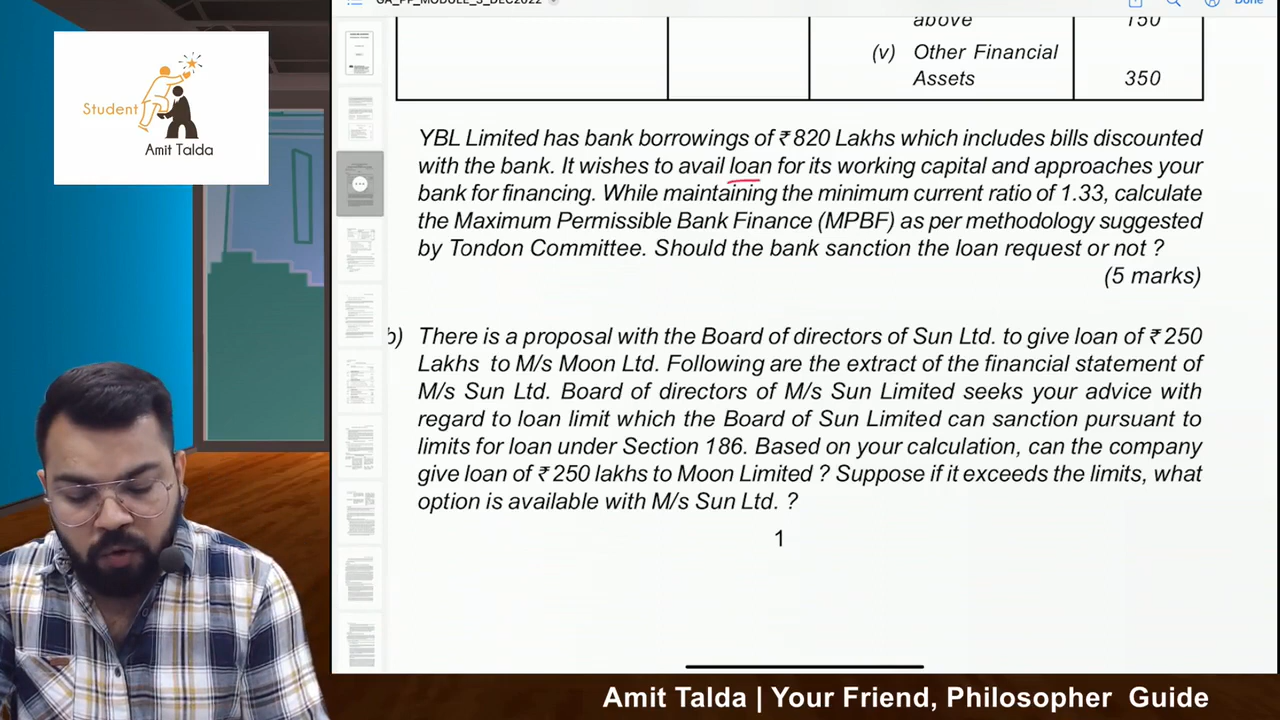 GA_PP_MODULE_3_DEC2022
Done
above 150
(v) Other Financial
Assets 350
Student
Amit Talda
YBL Limited has bank borrowings of ₹ 320 Lakhs which includes bills discounted
with the bank. It wishes to avail loan for its working capital and approaches your
bank for financing. While maintaining the minimum current ratio of 1.33, calculate
the Maximum Permissible Bank Finance (MPBF) as per methodology suggested
by Tondon Committee. Should the bank sanction the loan request or not ?
(5 marks)
b) There is a proposal with the Board of directors of Sun Ltd. to give loan of ₹ 250
Lakhs to M/s Moon Ltd. Following are the extract of the financial statement of
M/s Sun Ltd. Board of directors of M/s Sun Limited seeks your advice with
regard to loan limit which the Board of Sun Limited can sanction pursuant to
limits for loan under section 186. Based on your calculation, can the company
give loan of ₹ 250 lakhs to Moon Limited ? Suppose if it exceeds the limits, what
option is available with M/s Sun Ltd. ?
1
Amit Talda | Your Friend, Philosopher Guide